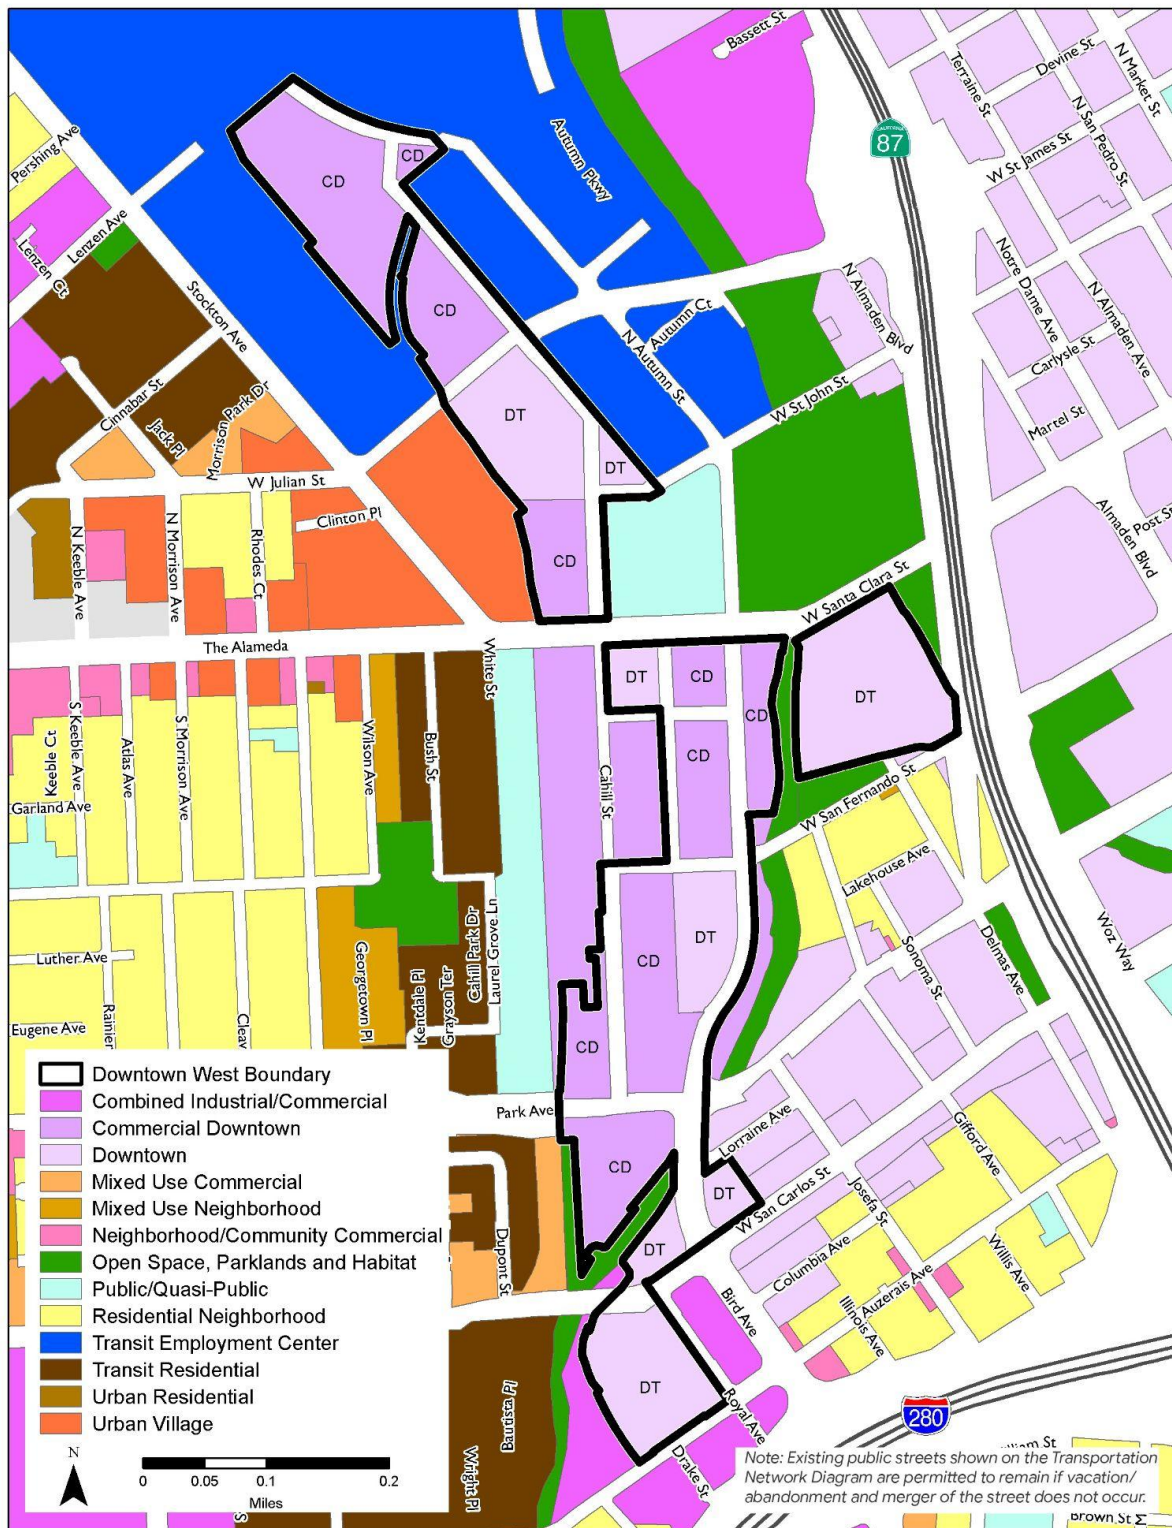 Bassett St
Terraine St
Devine St
N Market St
N San Pedro St
CALIFORNIA
87
W St James St
Autumn Pkwy
Pershing Ave
Lenzen Ave
Lenzen Ct
Stockton Ave
CD
CD
CD
Notre Dame Ave
N Almaden Ave
N Almaden Blvd
Autumn Ct
N Autumn St
Carlysle St
W St John St
Martel St
Cinnabar St
Jack Pl
Morrison Park Dr
DT
DT
W Julian St
Clinton Pl
N Keeble Ave
N Morrison Ave
Rhodes Ct
CD
Almaden Blvd
Post St
W Santa Clara St
The Alameda
White St
DT
CD
CD
DT
Keeble Ct
S Keeble Ave
Atlas Ave
S Morrison Ave
Wilson Ave
Bush St
Cahill St
CD
Garland Ave
W San Fernando St
Lakehouse Ave
Sonoma St
Delmas Ave
Woz Way
Luther Ave
Eugene Ave
Rainier
Cleav
Georgetown Pl
Kentdale Pl
Grayson Ter
Cahill Park Dr
Laurel Grove Ln
CD
DT
CD
Park Ave
Lorraine Ave
Gifford Ave
CD
DT
W San Carlos St
Josefa St
Dupont St
DT
Columbia Ave
Willis Ave
Auzerais Ave
Illinois Ave
Bird Ave
DT
Royal Ave
Drake St
280
Bautista Pl
Wright Pl
Downtown West Boundary
Combined Industrial/Commercial
Commercial Downtown
Downtown
Mixed Use Commercial
Mixed Use Neighborhood
Neighborhood/Community Commercial
Open Space, Parklands and Habitat
Public/Quasi-Public
Residential Neighborhood
Transit Employment Center
Transit Residential
Urban Residential
Urban Village
N
0 0.05 0.1 0.2
Miles
S
Note: Existing public streets shown on the Transportation
Network Diagram are permitted to remain if vacation/
abandonment and merger of the street does not occur.
Brown St